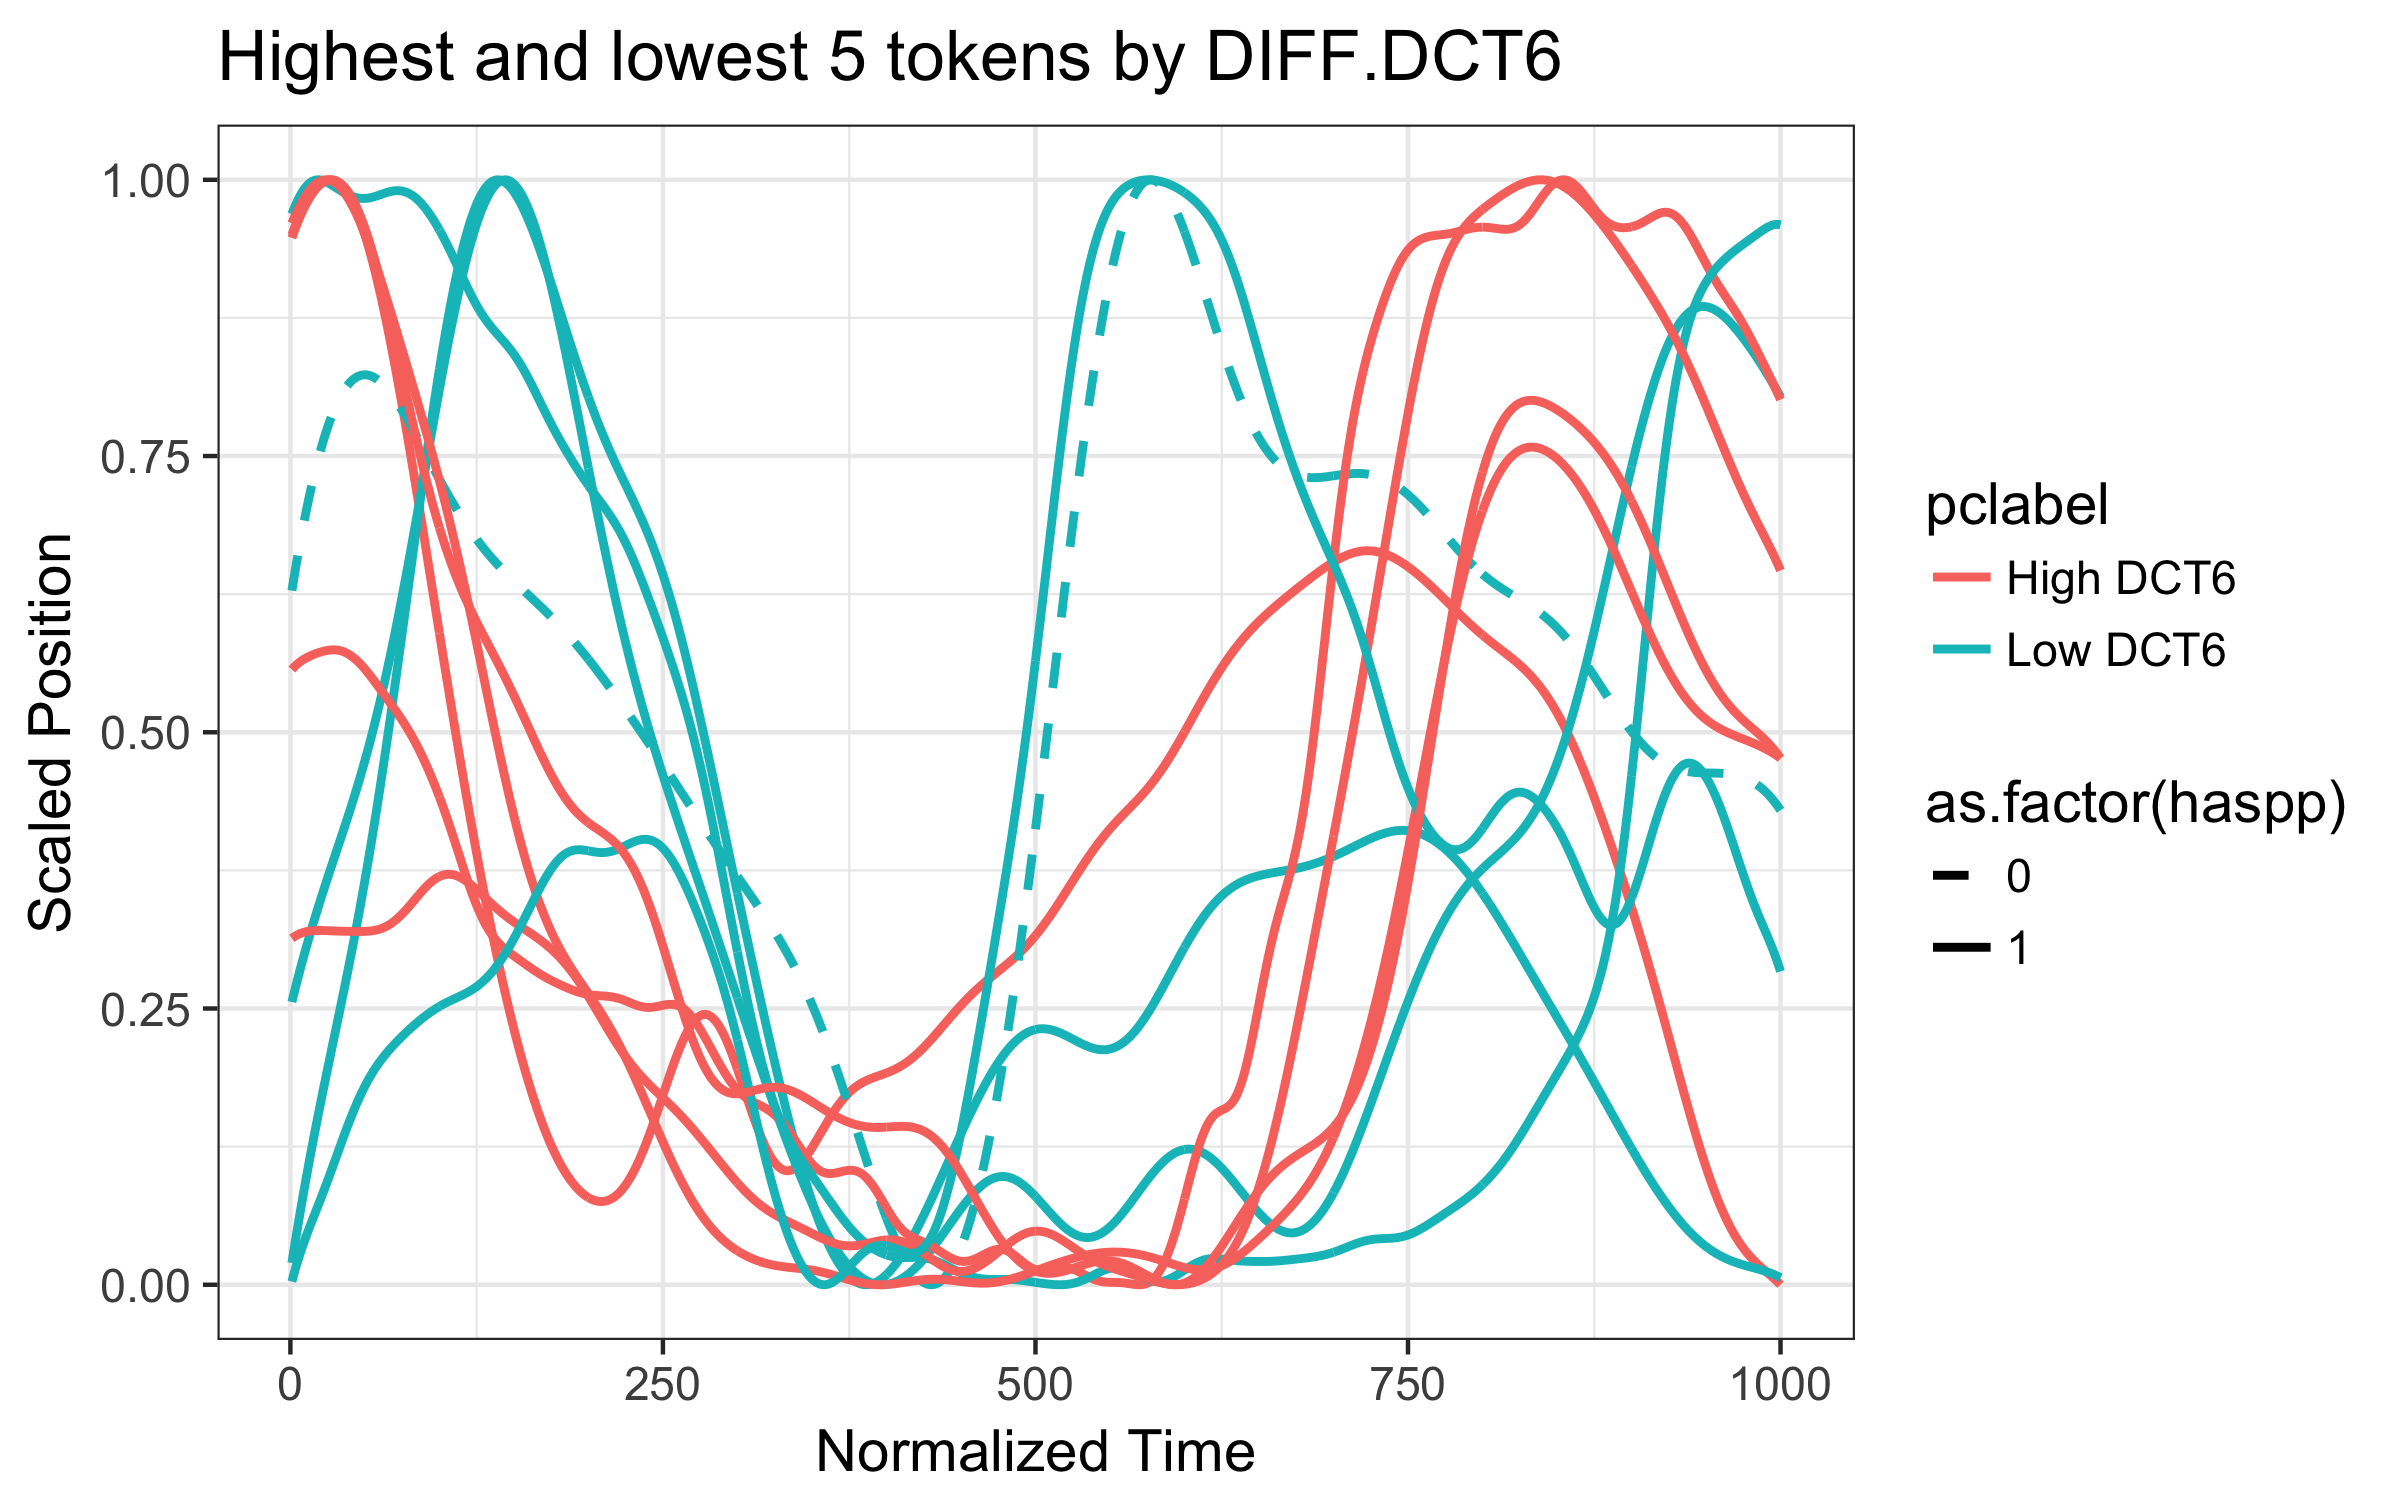 Highest and lowest 5 tokens by DIFF.DCT6
Scaled Position
1.00
0.75
0.50
0.25
0.00
0 250 500 750 1000
Normalized Time
pclabel
High DCT6
Low DCT6
as.factor(haspp)
0
1